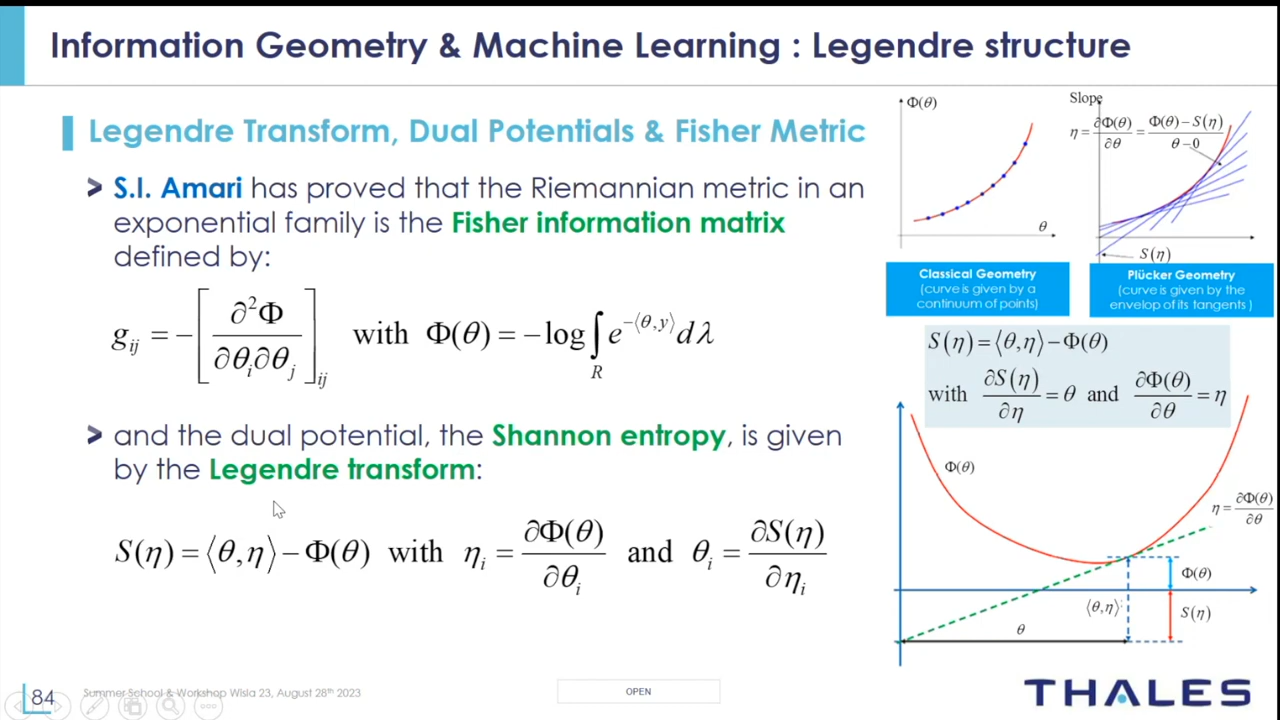 Information Geometry & Machine Learning : Legendre structure
Legendre Transform, Dual Potentials & Fisher Metric
S.I. Amari has proved that the Riemannian metric in an
exponential family is the Fisher information matrix
defined by:
g_{ij} = -[∂²Φ/∂θ_i∂θ_j]_{ij} with Φ(θ) = -log∫_R e^{-⟨θ,y⟩}dλ
and the dual potential, the Shannon entropy, is given
by the Legendre transform:
S(η) = ⟨θ,η⟩ - Φ(θ) with η_i = ∂Φ(θ)/∂θ_i and θ_i = ∂S(η)/∂η_i
Φ(θ)
θ
Classical Geometry
(curve is given by a
continuum of points)
Slope
η = ∂Φ(θ)/∂θ = Φ(θ)-S(η)/θ-0
S(η)
Plücker Geometry
(curve is given by the
envelop of its tangents )
S(η) = ⟨θ,η⟩ - Φ(θ)
with ∂S(η)/∂η = θ and ∂Φ(θ)/∂θ = η
Φ(θ)
η = ∂Φ(θ)/∂θ
Φ(θ)
⟨θ,η⟩
S(η)
θ
84
Summer School & Workshop Wisla 23, August 28th 2023
OPEN
THALES